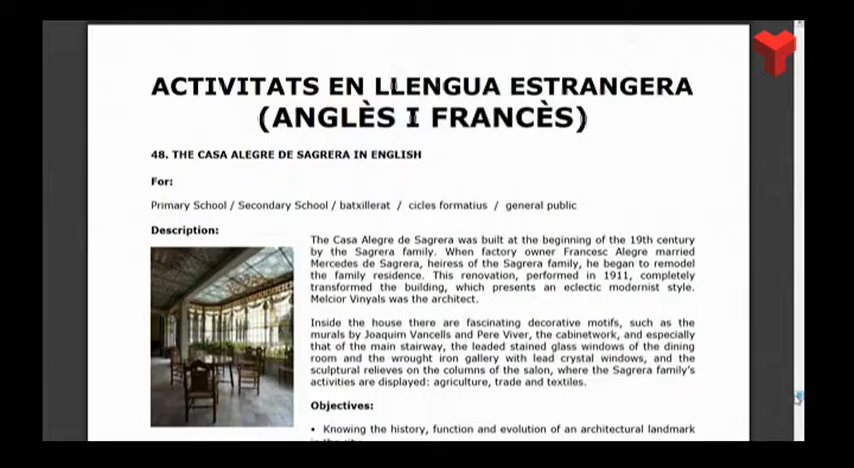 ACTIVITATS EN LLENGUA ESTRANGERA
(ANGLÈS I FRANCÈS)
48. THE CASA ALEGRE DE SAGRERA IN ENGLISH
For:
Primary School / Secondary School / batxillerat / cicles formatius / general public
Description:
The Casa Alegre de Sagrera was built at the beginning of the 19th century
by the Sagrera family. When factory owner Francesc Alegre married
Mercedes de Sagrera, heiress of the Sagrera family, he began to remodel
the family residence. This renovation, performed in 1911, completely
transformed the building, which presents an eclectic modernist style.
Melcior Vinyals was the architect.
Inside the house there are fascinating decorative motifs, such as the
murals by Joaquim Vancells and Pere Viver, the cabinetwork, and especially
that of the main stairway, the leaded stained glass windows of the dining
room and the wrought iron gallery with lead crystal windows, and the
sculptural relieves on the columns of the salon, where the Sagrera family's
activities are displayed: agriculture, trade and textiles.
Objectives:
• Knowing the history, function and evolution of an architectural landmark